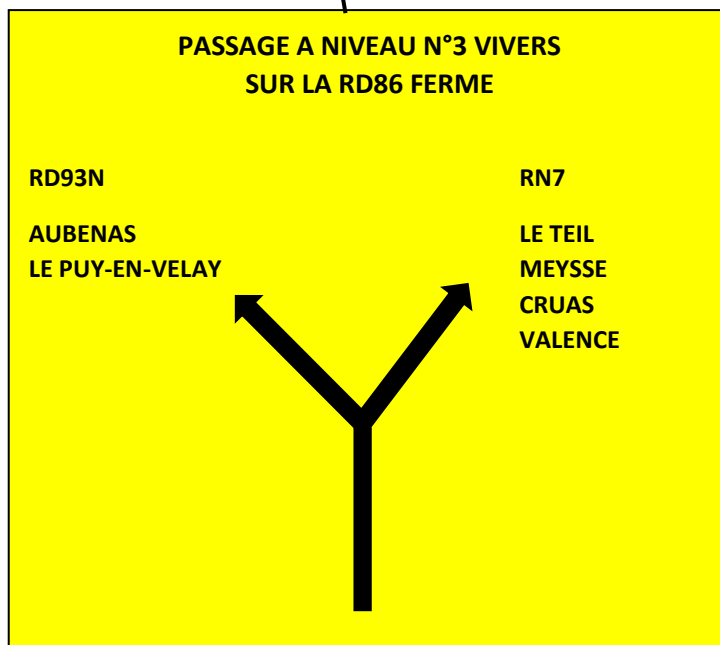 PASSAGE A NIVEAU N°3 VIVERS
SUR LA RD86 FERME
RD93N
AUBENAS
LE PUY-EN-VELAY
RN7
LE TEIL
MEYSSE
CRUAS
VALENCE